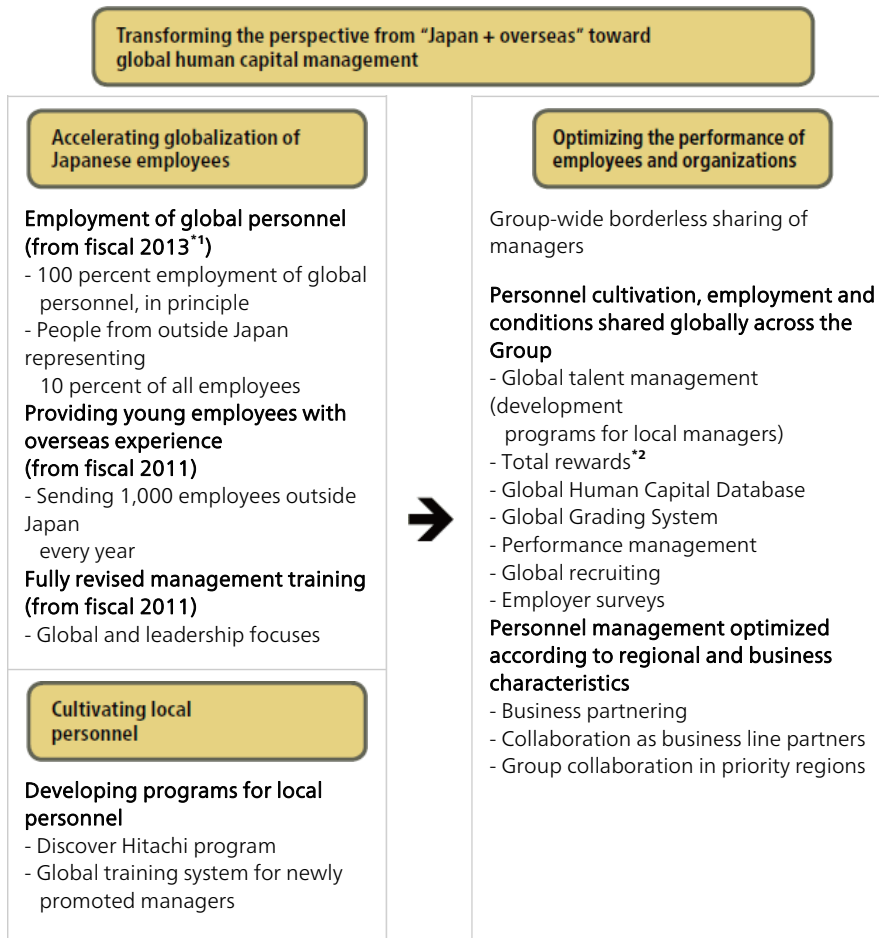 Transforming the perspective from “Japan + overseas” toward
global human capital management
Accelerating globalization of
Japanese employees
Employment of global personnel
(from fiscal 2013*1)
- 100 percent employment of global
personnel, in principle
- People from outside Japan
representing
10 percent of all employees
Providing young employees with
overseas experience
(from fiscal 2011)
- Sending 1,000 employees outside
Japan
every year
Fully revised management training
(from fiscal 2011)
- Global and leadership focuses
Cultivating local
personnel
Developing programs for local
personnel
- Discover Hitachi program
- Global training system for newly
promoted managers
Optimizing the performance of
employees and organizations
Group-wide borderless sharing of
managers
Personnel cultivation, employment and
conditions shared globally across the
Group
- Global talent management
(development
programs for local managers)
- Total rewards*2
- Global Human Capital Database
- Global Grading System
- Performance management
- Global recruiting
- Employer surveys
Personnel management optimized
according to regional and business
characteristics
- Business partnering
- Collaboration as business line partners
- Group collaboration in priority regions